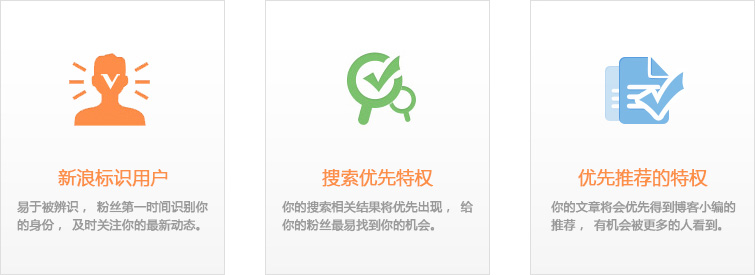 新浪标识用户
易于被辨识， 粉丝第一时间识别你
的身份， 及时关注你的最新动态。
搜索优先特权
你的搜索相关结果将优先出现， 给
你的粉丝最易找到你的机会。
优先推荐的特权
你的文章将会优先得到博客小编的
推荐， 有机会被更多的人看到。